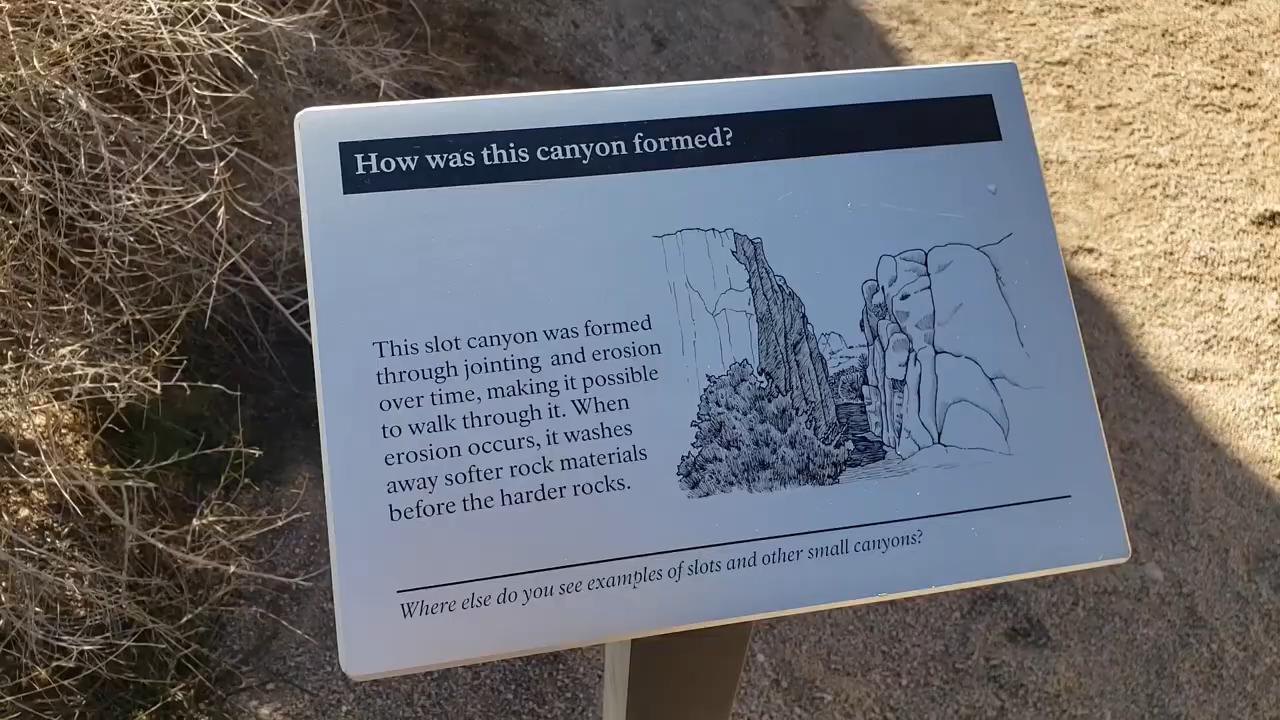 How was this canyon formed?
This slot canyon was formed
through jointing and erosion
over time, making it possible
to walk through it. When
erosion occurs, it washes
away softer rock materials
before the harder rocks.
Where else do you see examples of slots and other small canyons?